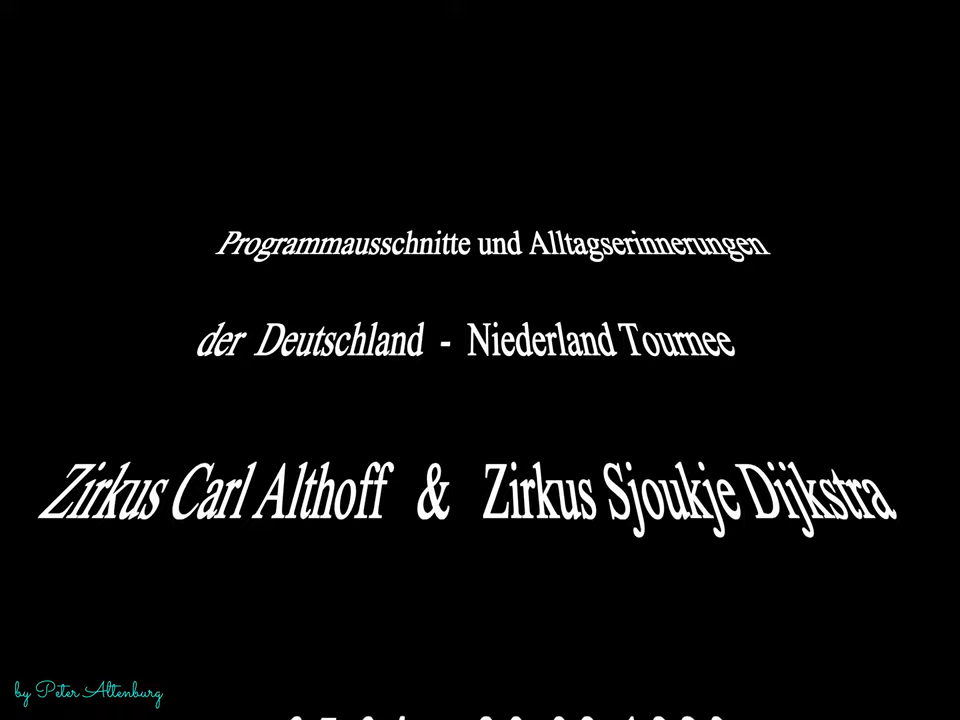 Programmausschnitte und Alltagserinnerungen
der Deutschland - Niederland Tournee
Zirkus Carl Althoff & Zirkus Sjoukje Dijkstra
by Peter Altenburg